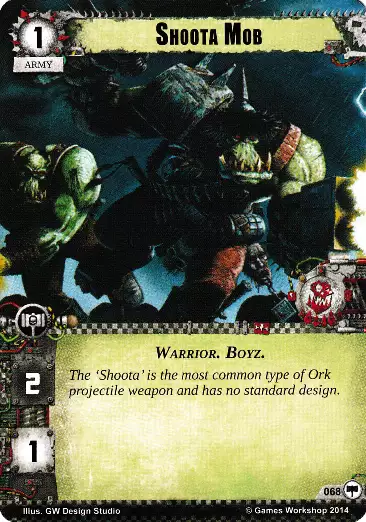 1
SHOOTA MOB
ARMY
WARRIOR. BOYZ.
2
The ‘Shoota’ is the most common type of Ork
projectile weapon and has no standard design.
1
068
Illus. GW Design Studio
© Games Workshop 2014